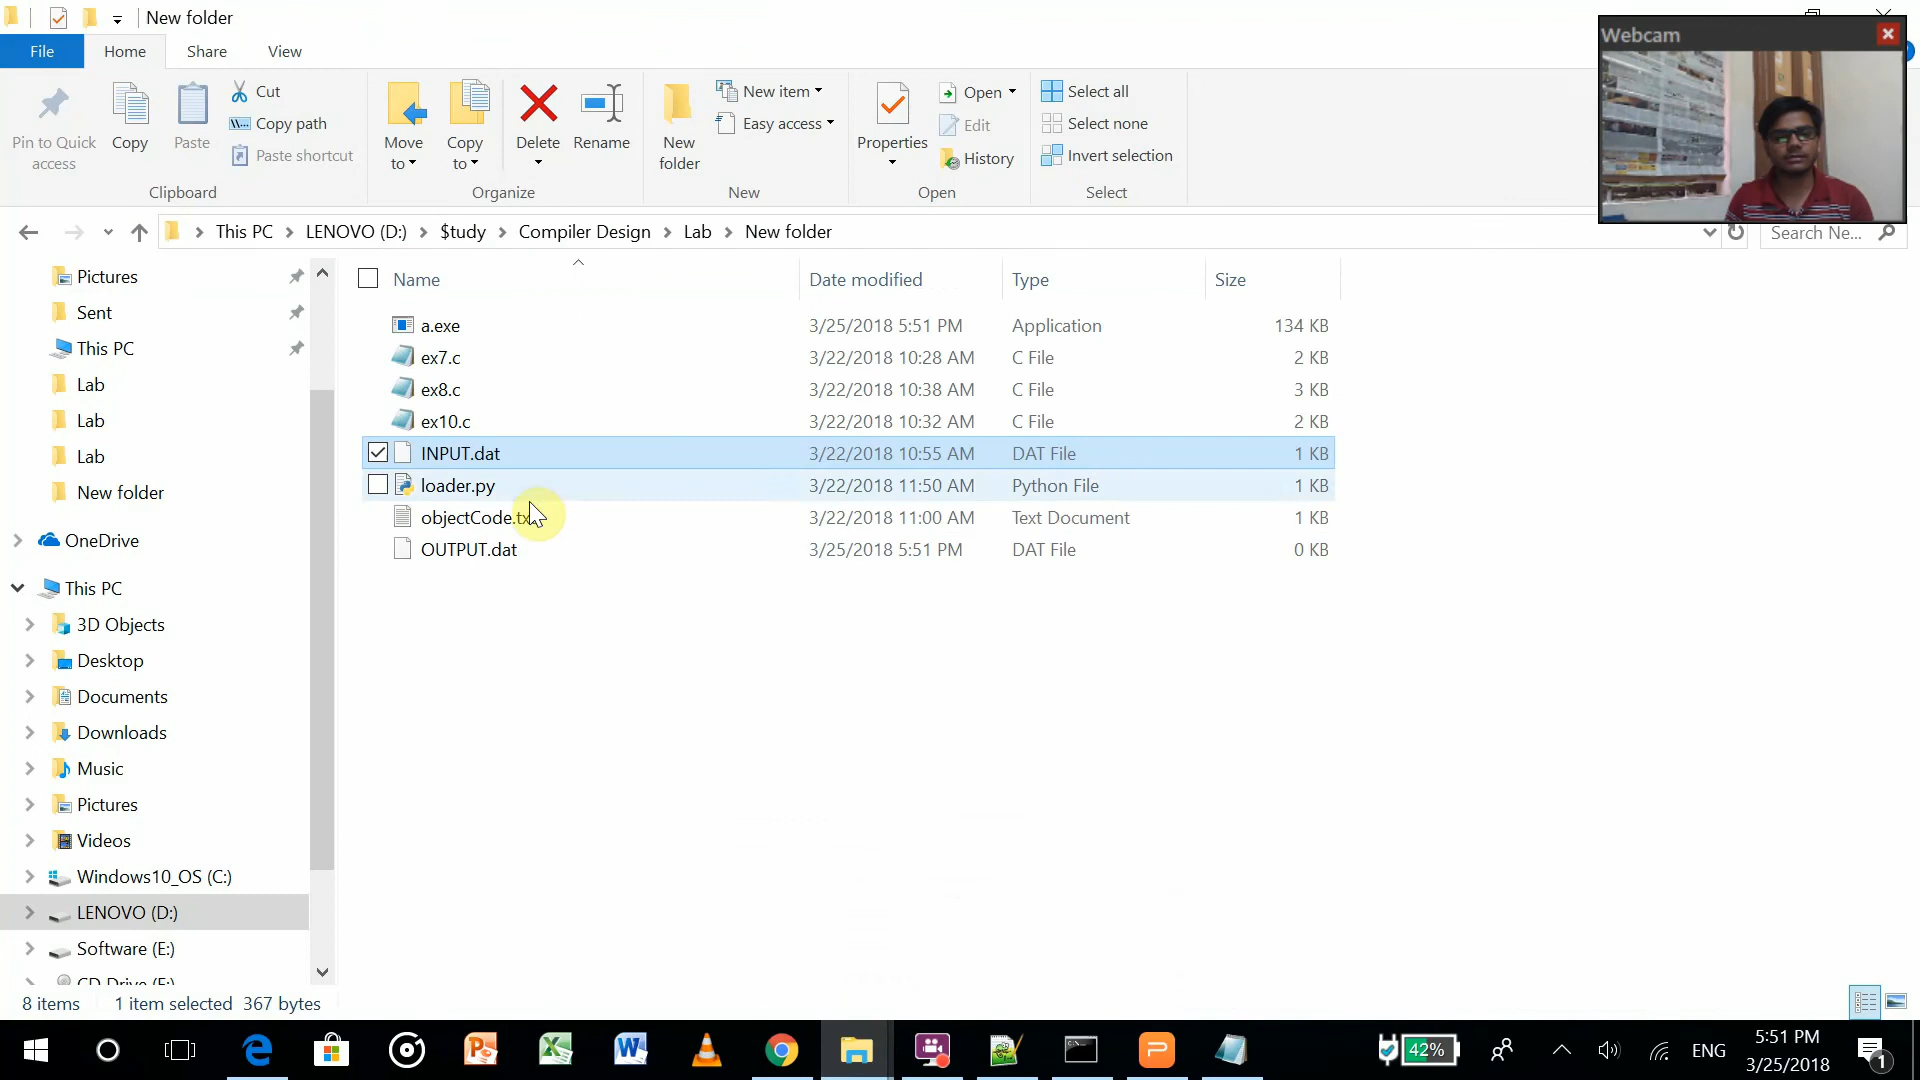 New folder
Webcam
File Home Share View
Pin to Quick access
Copy
Paste
Cut
Copy path
Paste shortcut
Clipboard
Move to
Copy to
Delete
Rename
Organize
New folder
New item
Easy access
New
Properties
Open
Edit
History
Open
Select all
Select none
Invert selection
Select
This PC LENOVO (D:) $tudy Compiler Design Lab New folder
Search Ne...
Pictures
Sent
This PC
Lab
Lab
Lab
New folder
OneDrive
This PC
3D Objects
Desktop
Documents
Downloads
Music
Pictures
Videos
Windows10_OS (C:)
LENOVO (D:)
Software (E:)
Name Date modified Type Size
a.exe 3/25/2018 5:51 PM Application 134 KB
ex7.c 3/22/2018 10:28 AM C File 2 KB
ex8.c 3/22/2018 10:38 AM C File 3 KB
ex10.c 3/22/2018 10:32 AM C File 2 KB
INPUT.dat 3/22/2018 10:55 AM DAT File 1 KB
loader.py 3/22/2018 11:50 AM Python File 1 KB
objectCode.tx 3/22/2018 11:00 AM Text Document 1 KB
OUTPUT.dat 3/25/2018 5:51 PM DAT File 0 KB
8 items 1 item selected 367 bytes
42%
ENG
5:51 PM
3/25/2018
1